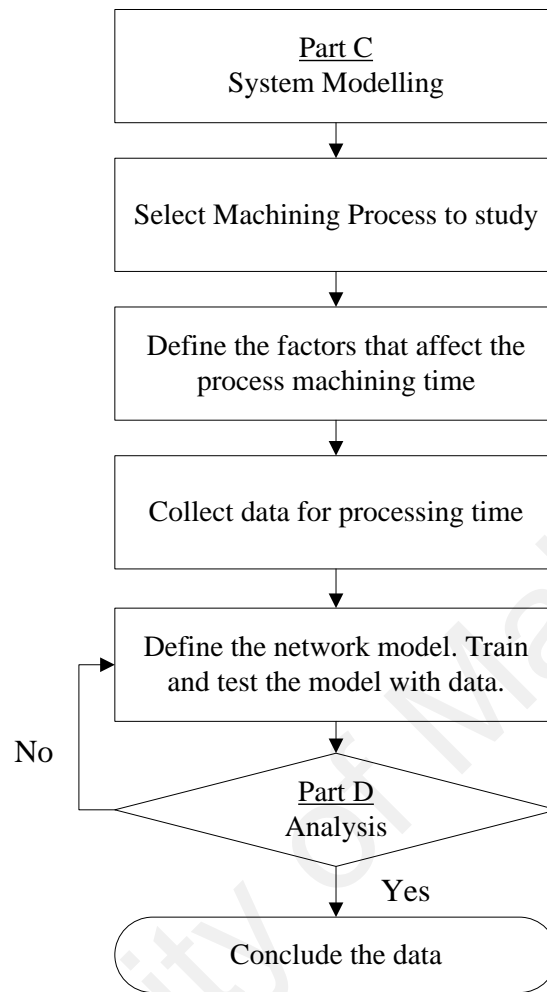 Part C
System Modelling
Select Machining Process to study
Define the factors that affect the
process machining time
Collect data for processing time
Define the network model. Train
and test the model with data.
No
Part D
Analysis
Yes
Conclude the data